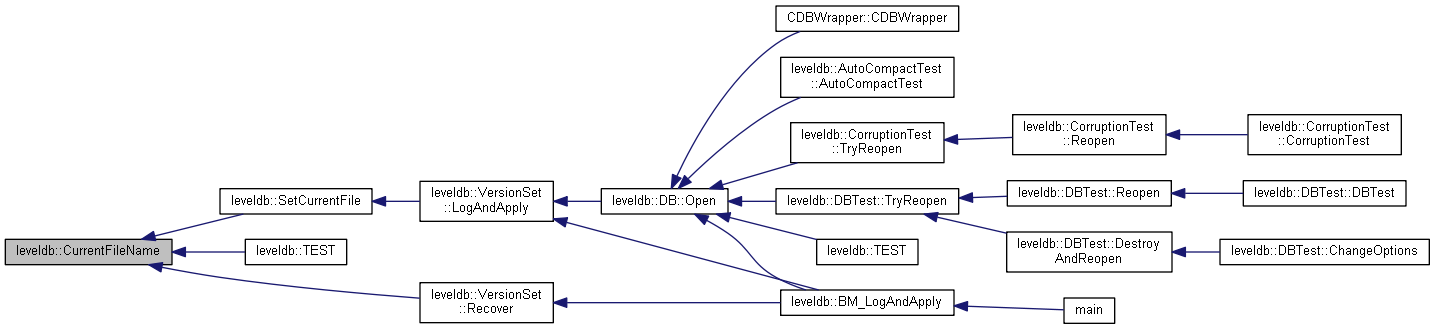 CDBWrapper::CDBWrapper
leveldb::AutoCompactTest
::AutoCompactTest
leveldb::CorruptionTest
::TryReopen
leveldb::CorruptionTest
::Reopen
leveldb::CorruptionTest
::CorruptionTest
leveldb::CurrentFileName
leveldb::SetCurrentFile
leveldb::TEST
leveldb::VersionSet
::LogAndApply
leveldb::VersionSet
::Recover
leveldb::DB::Open
leveldb::DBTest::TryReopen
leveldb::TEST
leveldb::BM_LogAndApply
leveldb::DBTest::Reopen
leveldb::DBTest::Destroy
AndReopen
main
leveldb::DBTest::DBTest
leveldb::DBTest::ChangeOptions